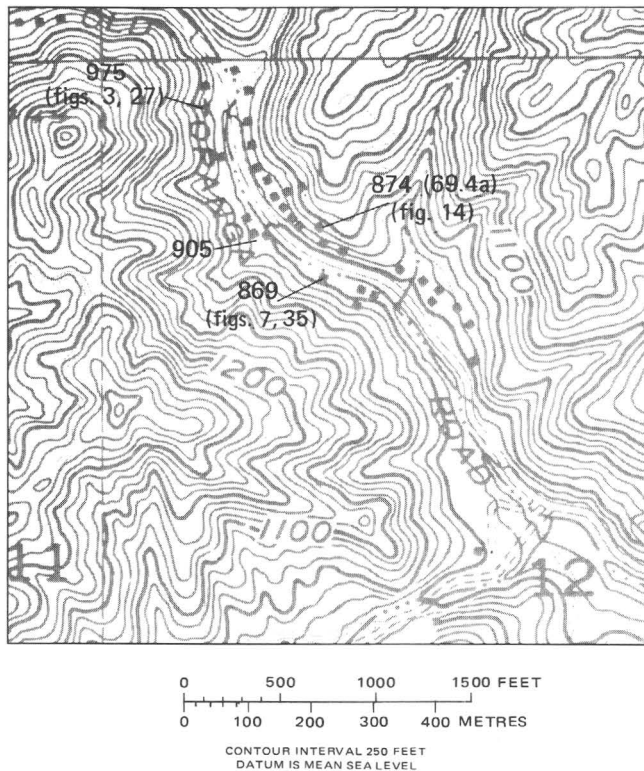 OLD
975
(figs. 3, 27)
TOPANGA
874 (69.4a)
(fig. 14)
905
1100
869
(figs. 7, 35)
1200
ROAD
1100
11
12
0 500 1000 1500 FEET
0 100 200 300 400 METRES
CONTOUR INTERVAL 250 FEET
DATUM IS MEAN SEA LEVEL